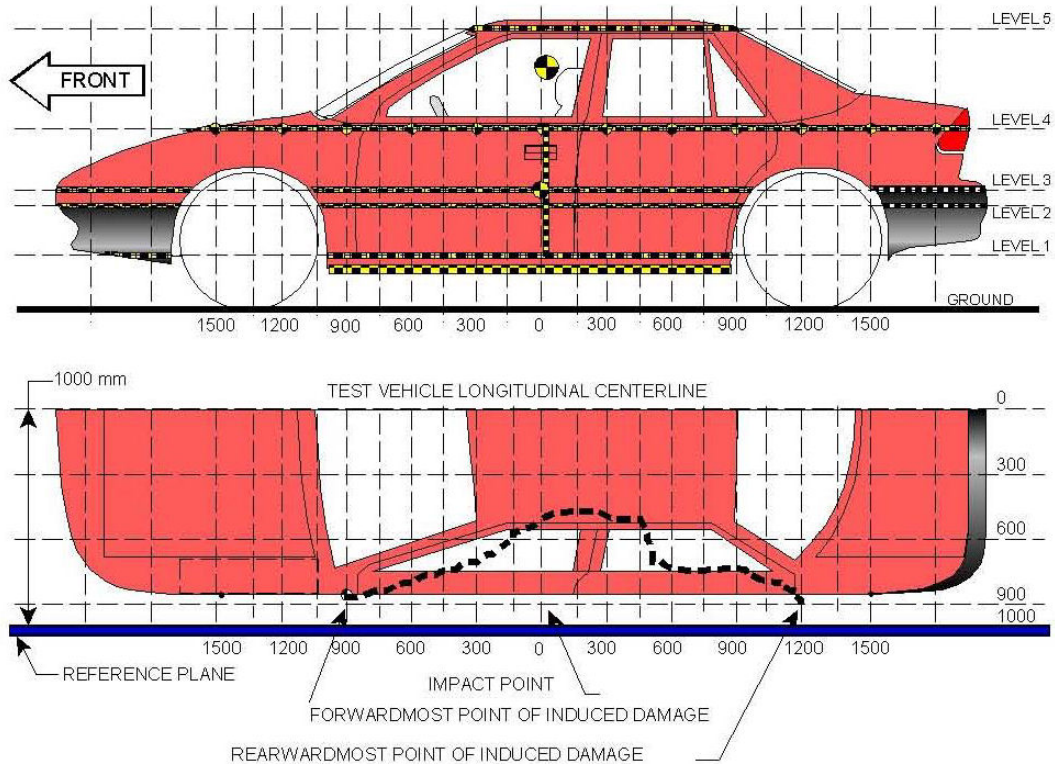 LEVEL 5
FRONT
LEVEL 4
LEVEL 3
LEVEL 2
LEVEL 1
GROUND
1500 1200 900 600 300 0 300 600 900 1200 1500
1000 mm
TEST VEHICLE LONGITUDINAL CENTERLINE
0
300
600
900
1000
1500 1200 900 600 300 0 300 600 900 1200 1500
REFERENCE PLANE
IMPACT POINT
FORWARDMOST POINT OF INDUCED DAMAGE
REARWARDMOST POINT OF INDUCED DAMAGE